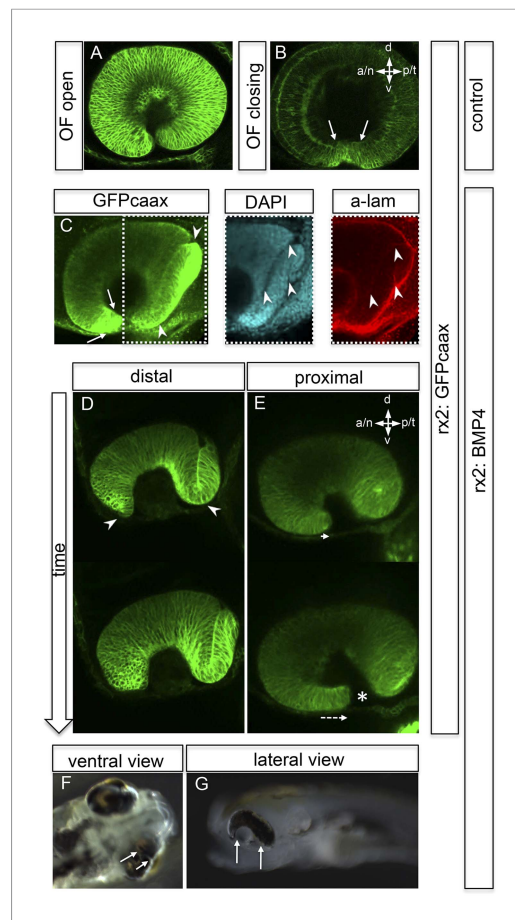 OF open
A
OF closing
B
d
a/n
p/t
v
control
GFPcaax
DAPI
a-lam
C
rx2: GFPcaax
distal
proximal
D
E
d
a/n
p/t
v
time
*
rx2: BMP4
ventral view
lateral view
F
G